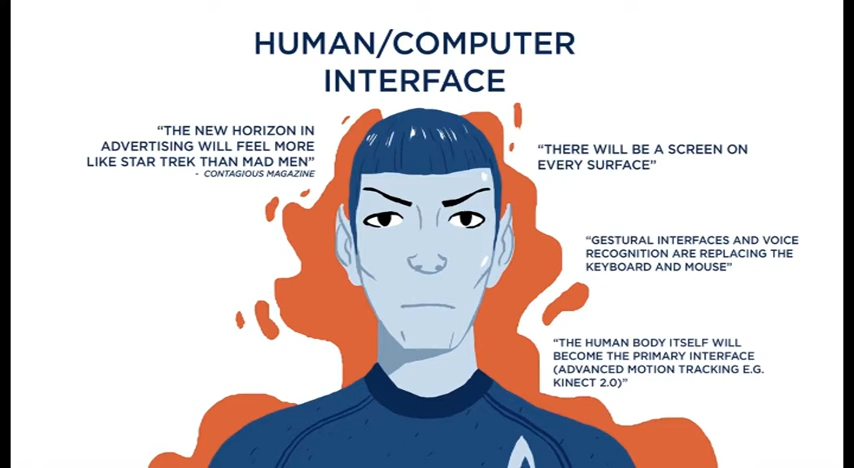 HUMAN/COMPUTER
INTERFACE
“THE NEW HORIZON IN
ADVERTISING WILL FEEL MORE
LIKE STAR TREK THAN MAD MEN”
- CONTAGIOUS MAGAZINE
“THERE WILL BE A SCREEN ON
EVERY SURFACE”
“GESTURAL INTERFACES AND VOICE
RECOGNITION ARE REPLACING THE
KEYBOARD AND MOUSE”
“THE HUMAN BODY ITSELF WILL
BECOME THE PRIMARY INTERFACE
(ADVANCED MOTION TRACKING E.G.
KINECT 2.0)”